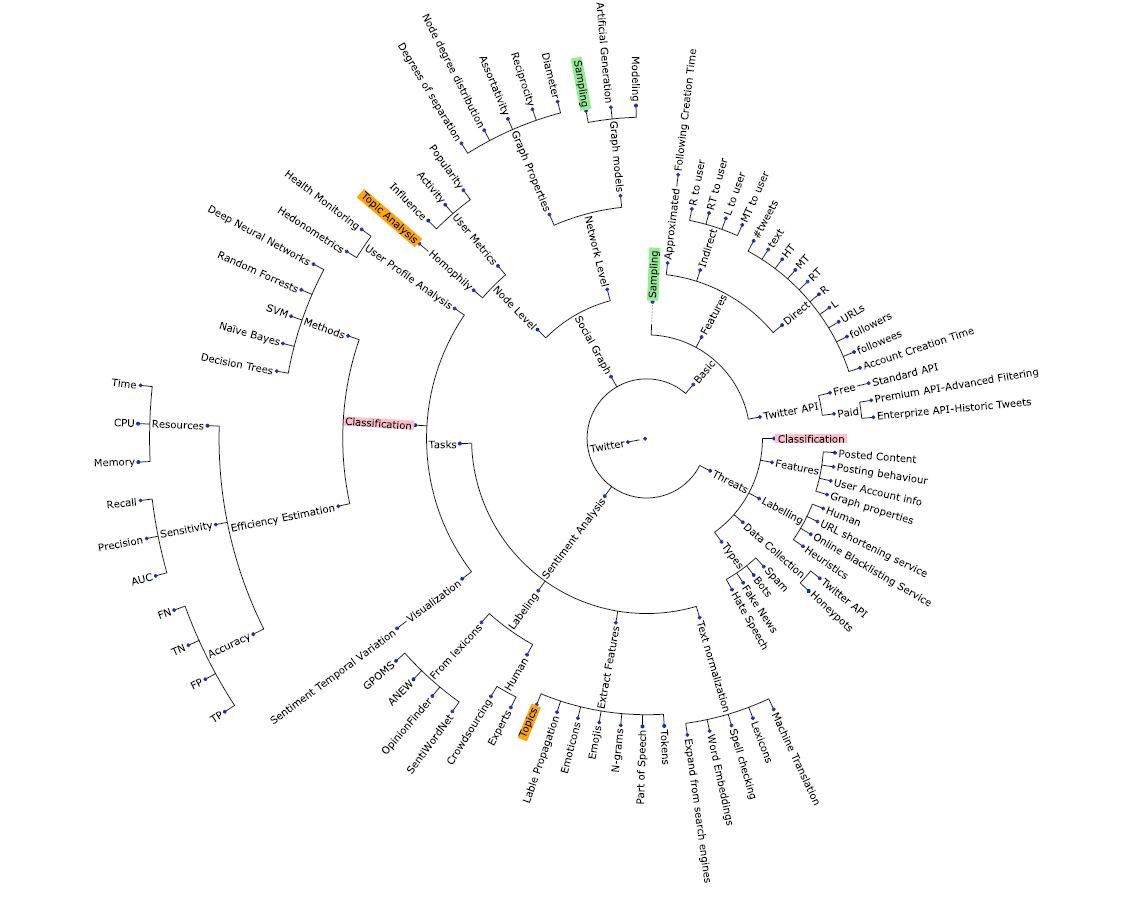 Twitter
Social Graph
Network Level
Graph models
Modeling
Artificial Generation
Sampling
Graph Properties
Diameter
Reciprocity
Assortativity
Node degree distribution
Degrees of separation
Node Level
User Metrics
Popularity
Activity
Influence
Homophily
Topic Analysis
Basic
Sampling
Features
Approximated
Following Creation Time
Indirect
R to user
RT to user
L to user
MT to user
Direct
#tweets
text
HT
MT
RT
R
L
URLs
followers
followees
Account Creation Time
Twitter API
Free
Standard API
Paid
Premium API-Advanced Filtering
Enterprize API-Historic Tweets
Threats
Classification
Features
Posted Content
Posting behaviour
User Account info
Graph properties
Labelling
Human
URL shortening service
Online Blacklisting Service
Heuristics
Data Collection
Twitter API
Honeypots
Types
Spam
Bots
Fake News
Hate Speech
Sentiment Analysis
Text normalization
Machine Translation
Lexicons
Spell checking
Word Embeddings
Expand from search engines
Extract Features
Tokens
Part of Speech
N-grams
Emojis
Emoticons
Lable Propagation
Topics
Labeling
Human
Experts
Crowdsourcing
From lexicons
SentiWordNet
OpinionFinder
ANEW
GPOMS
Tasks
Visualization
Sentiment Temporal Variation
Classification
Efficiency Estimation
Accuracy
TP
FP
TN
FN
Sensitivity
AUC
Precision
Recall
Resources
Memory
CPU
Time
Methods
Decision Trees
Naïve Bayes
SVM
Random Forrests
Deep Neural Networks
User Profile Analysis
Hedonometrics
Health Monitoring